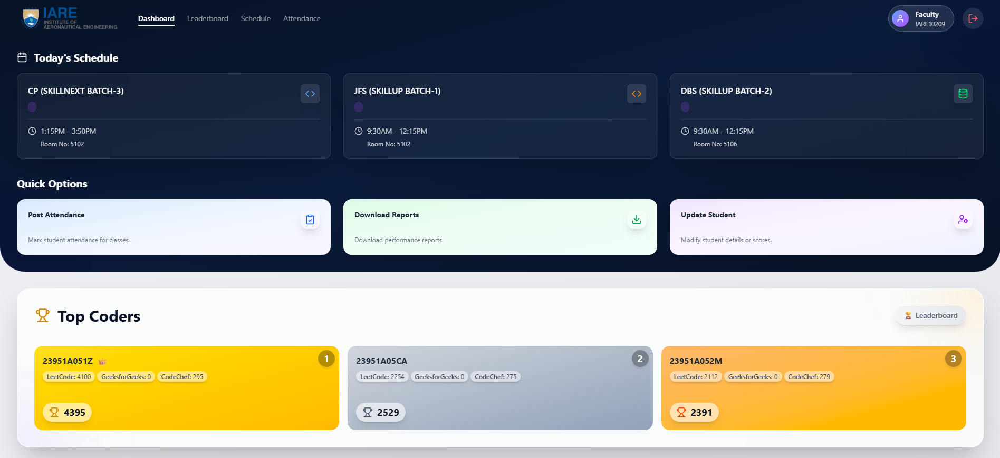 IARE
INSTITUTE OF
AERONAUTICAL ENGINEERING
Dashboard
Leaderboard
Schedule
Attendance
Faculty
IARE10209
Today's Schedule
CP (SKILLNEXT BATCH-3)
1:15PM - 3:50PM
Room No: 5102
JFS (SKILLUP BATCH-1)
9:30AM - 12:15PM
Room No: 5102
DBS (SKILLUP BATCH-2)
9:30AM - 12:15PM
Room No: 5106
Quick Options
Post Attendance
Mark student attendance for classes.
Download Reports
Download performance reports.
Update Student
Modify student details or scores.
Top Coders
Leaderboard
23951A051Z
1
LeetCode: 4100 GeeksforGeeks: 0 CodeChef: 295
4395
23951A05CA
2
LeetCode: 2254 GeeksforGeeks: 0 CodeChef: 275
2529
23951A052M
3
LeetCode: 2112 GeeksforGeeks: 0 CodeChef: 279
2391